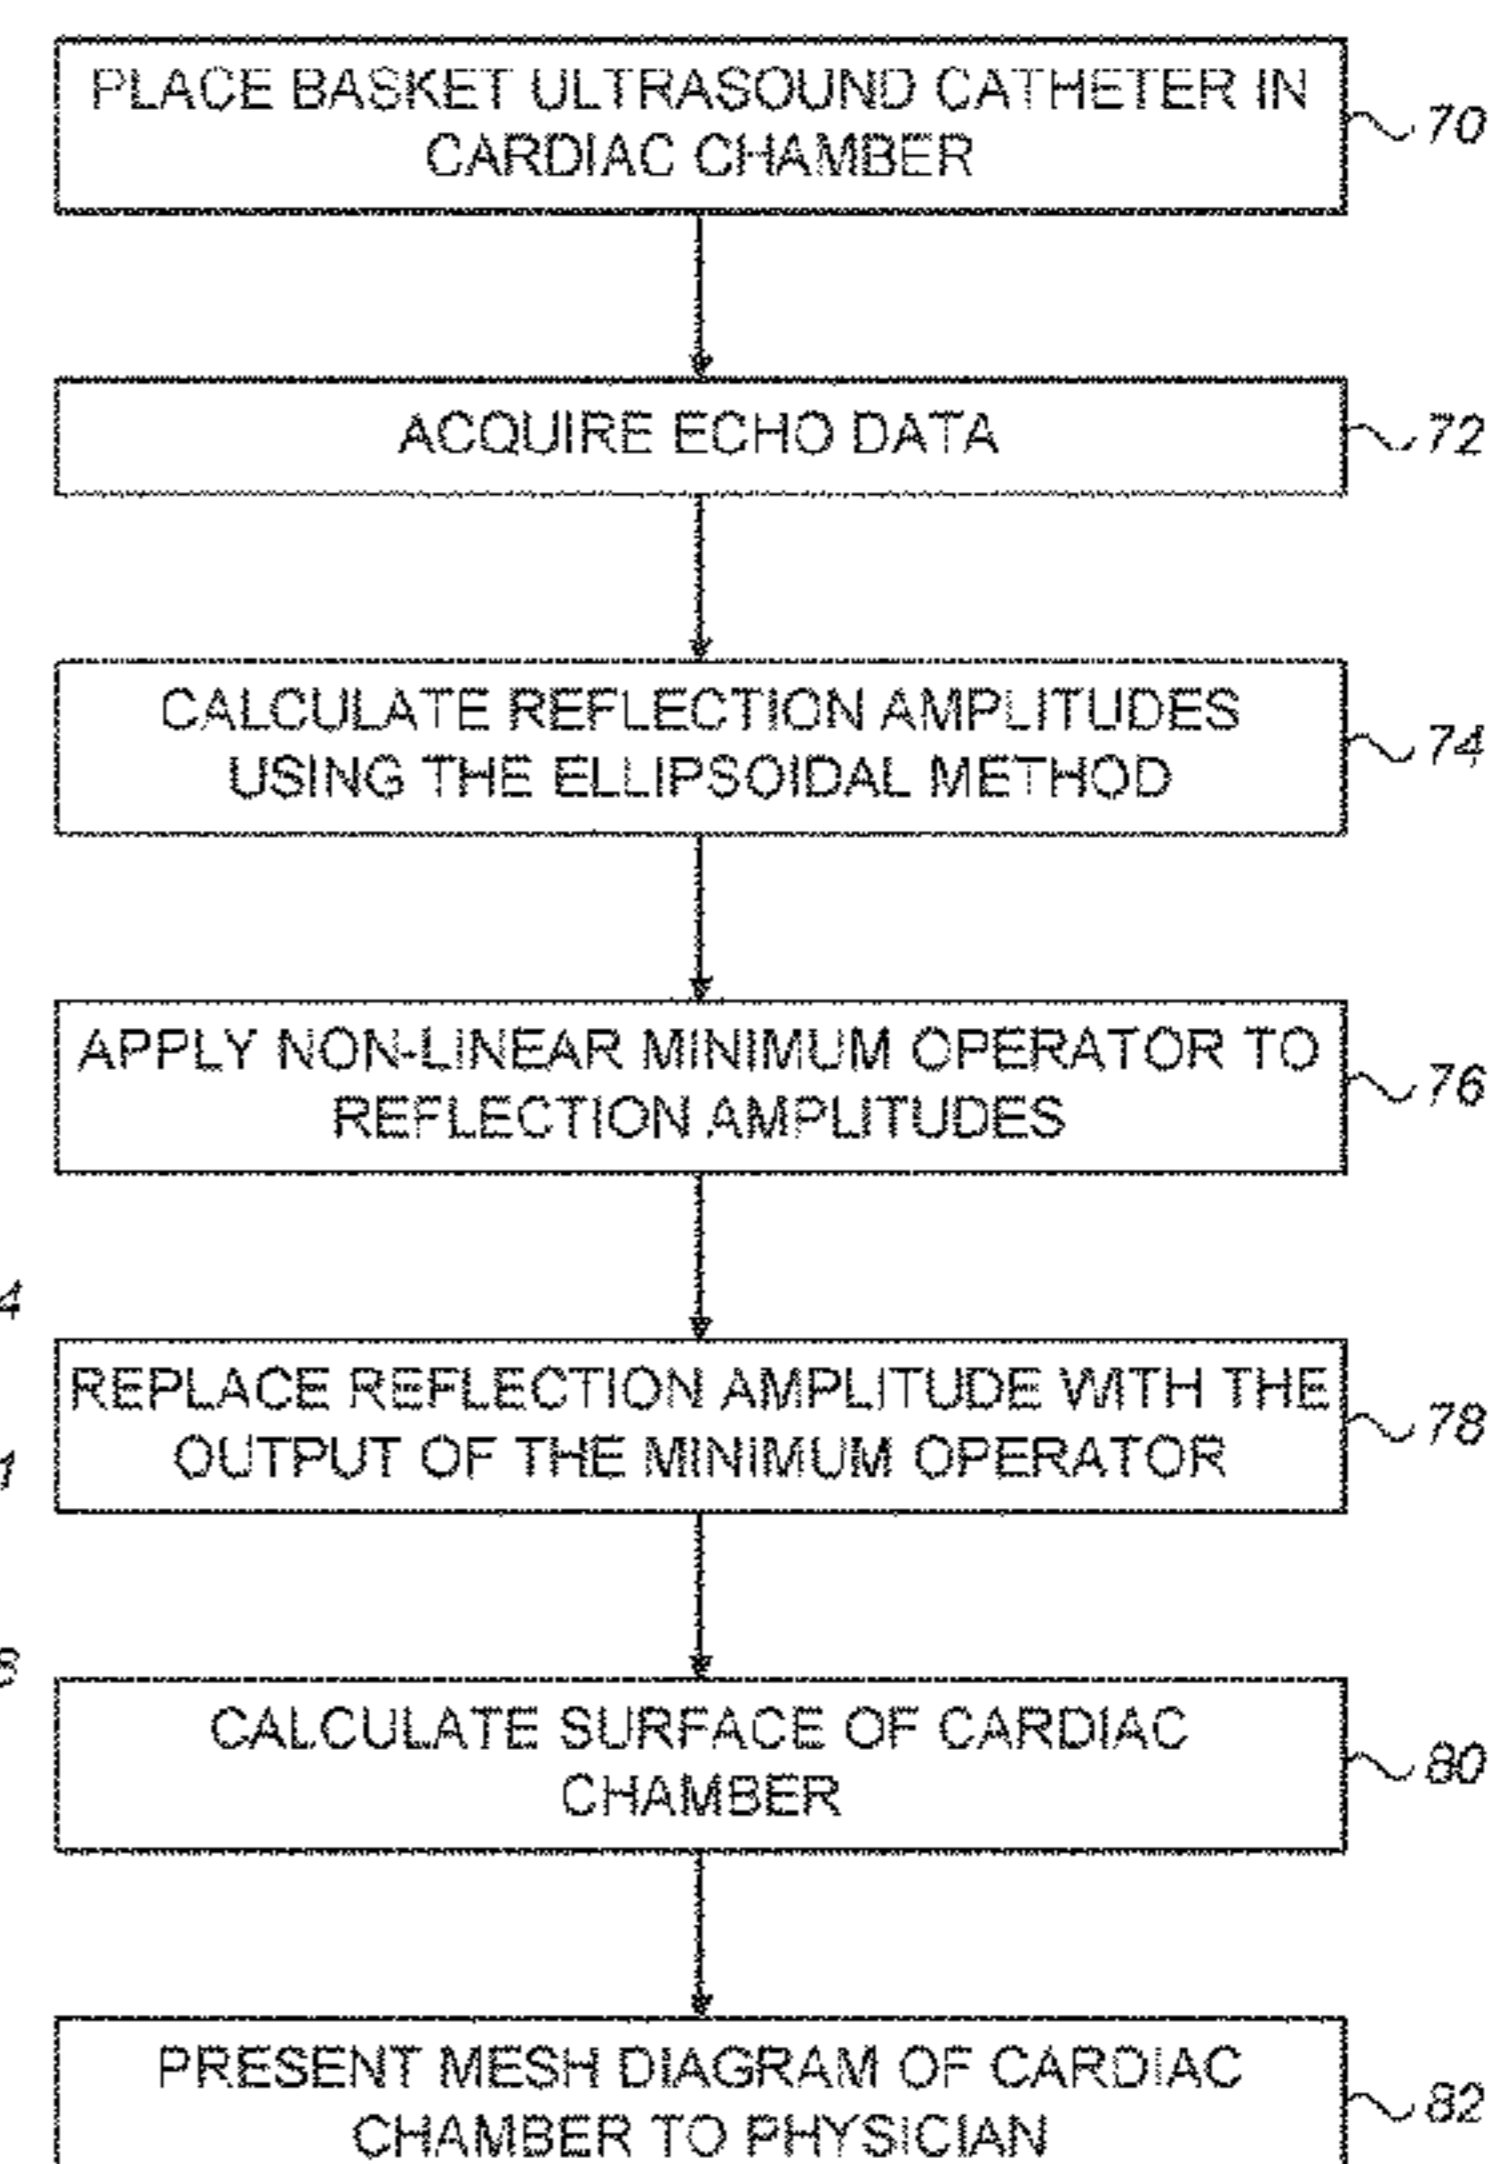 PLACE BASKET ULTRASOUND CATHETER IN
CARDIAC CHAMBER
70
ACQUIRE ECHO DATA
72
CALCULATE REFLECTION AMPLITUDES
USING THE ELLIPSOIDAL METHOD
74
APPLY NON-LINEAR MINIMUM OPERATOR TO
REFLECTION AMPLITUDES
76
4
REPLACE REFLECTION AMPLITUDE WITH THE
OUTPUT OF THE MINIMUM OPERATOR
78
CALCULATE SURFACE OF CARDIAC
CHAMBER
80
PRESENT MESH DIAGRAM OF CARDIAC
CHAMBER TO PHYSICIAN
82